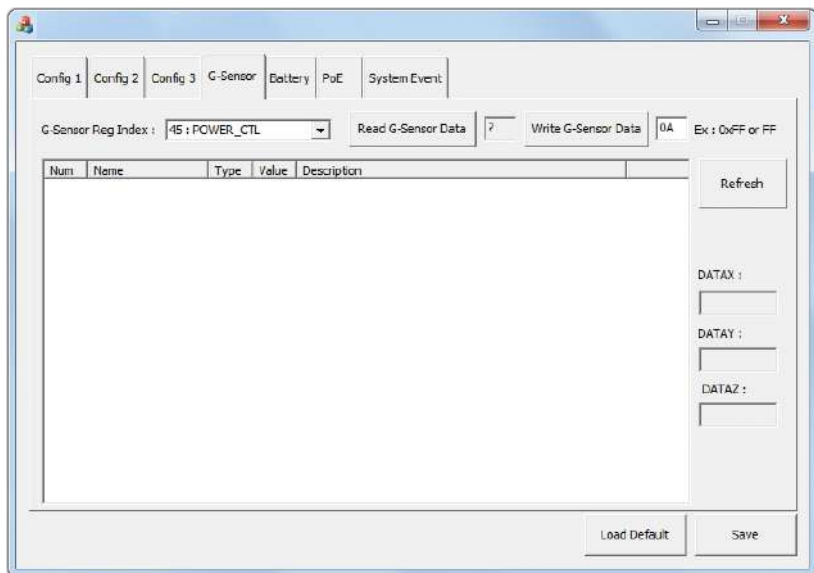 Config 1 Config 2 Config 3 G-Sensor Battery PoE System Event
G-Sensor Reg Index : 45 : POWER_CTL Read G-Sensor Data ? Write G-Sensor Data 0A Ex : 0xFF or FF
Num Name Type Value Description
Refresh
DATAX :
DATAY :
DATAZ :
Load Default Save